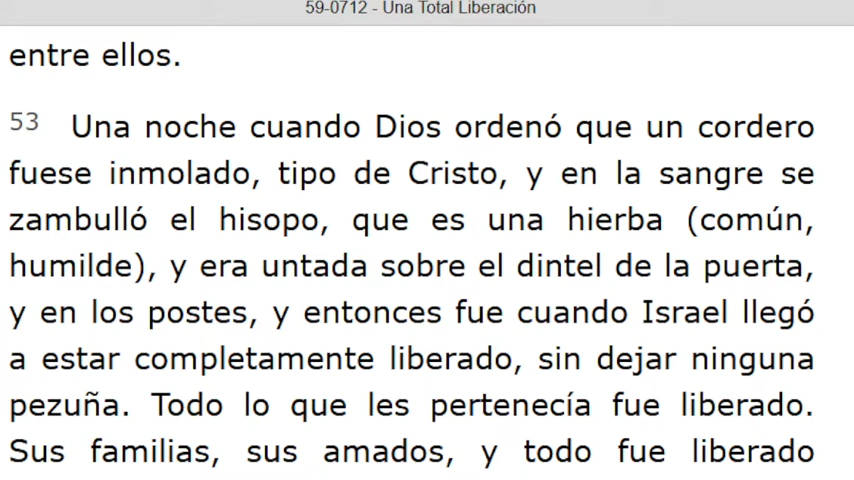 59-0712 - Una Total Liberación
entre ellos.
53 Una noche cuando Dios ordenó que un cordero
fuese inmolado, tipo de Cristo, y en la sangre se
zambulló el hisopo, que es una hierba (común,
humilde), y era untada sobre el dintel de la puerta,
y en los postes, y entonces fue cuando Israel llegó
a estar completamente liberado, sin dejar ninguna
pezuña. Todo lo que les pertenecía fue liberado.
Sus familias, sus amados, y todo fue liberado